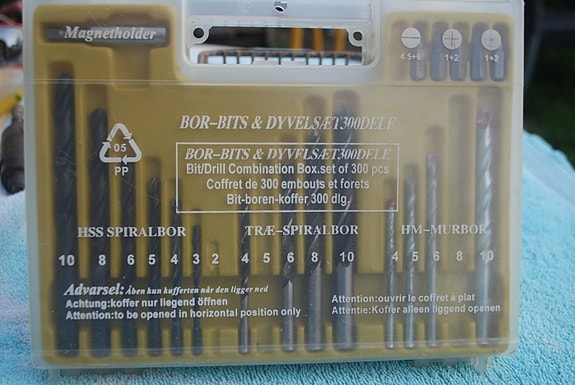 Magnetholder
4.5+6 1+2 1+2
BOR-BITS & DYVELSÆT300DELE
05
PP
BOR-BITS & DYVELSÆT300DELE
Bit/Drill Combination Box.set of 300 pcs
Coffret de 300 embouts et forets
Bit-boren-koffer 300 dlg.
HSS SPIRALBOR TRÆ-SPIRALBOR HM-MURBOR
10 8 6 5 4 3 2 4 5 6 8 10 4 5 6 8 10
Advarsel: Åben kun kufferten når den ligger ned
Achtung:koffer nur liegend öffnen
Attention:to be opened in horizontal position only
Attention:ouvrir le coffret à plat
Attentie:Koffer alleen liggend openen